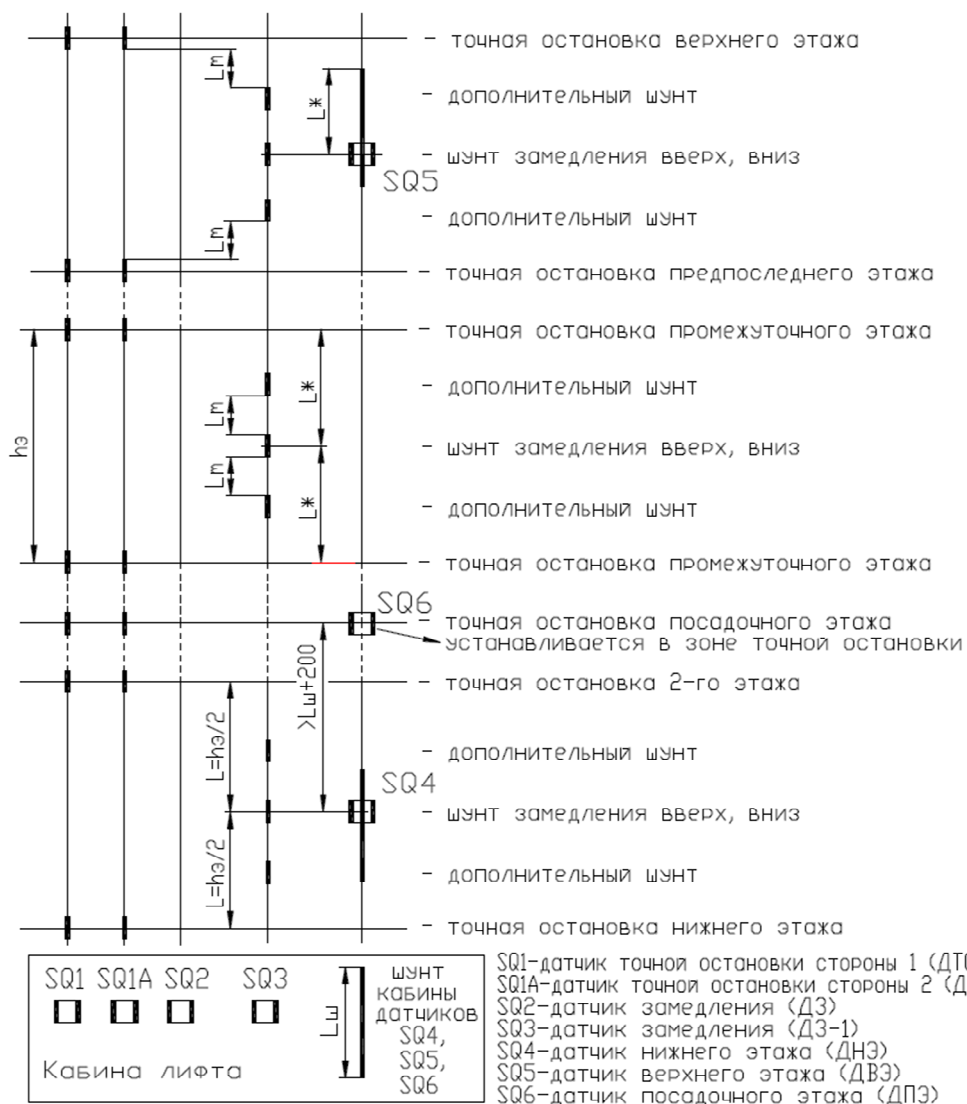 - точная остановка верхнего этажа
Lт
L*
- дополнительный шунт
- шунт замедления вверх, вниз
SQ5
- дополнительный шунт
Lт
- точная остановка предпоследнего этажа
- точная остановка промежуточного этажа
- дополнительный шунт
Lт
L*
hэ
- шунт замедления вверх, вниз
Lт
L*
- дополнительный шунт
- точная остановка промежуточного этажа
SQ6
- точная остановка посадочного этажа
устанавливается в зоне точной остановки
>Lш+200
- точная остановка 2-го этажа
L=hэ/2
- дополнительный шунт
SQ4
- шунт замедления вверх, вниз
L=hэ/2
- дополнительный шунт
- точная остановка нижнего этажа
SQ1 SQ1A SQ2 SQ3
Кабина лифта
Lш
шунт
кабины
датчиков
SQ4,
SQ5,
SQ6
SQ1-датчик точной остановки стороны 1 (ДТО
SQ1A-датчик точной остановки стороны 2 (Д
SQ2-датчик замедления (ДЗ)
SQ3-датчик замедления (ДЗ-1)
SQ4-датчик нижнего этажа (ДНЭ)
SQ5-датчик верхнего этажа (ДВЭ)
SQ6-датчик посадочного этажа (ДПЭ)